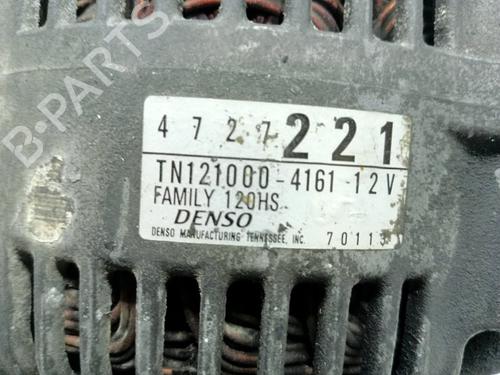 B-PARTS
4727221
TN121000-4161 12V
FAMILY 120HS
DENSO
DENSO MANUFACTURING TENNESSEE, INC. 70113